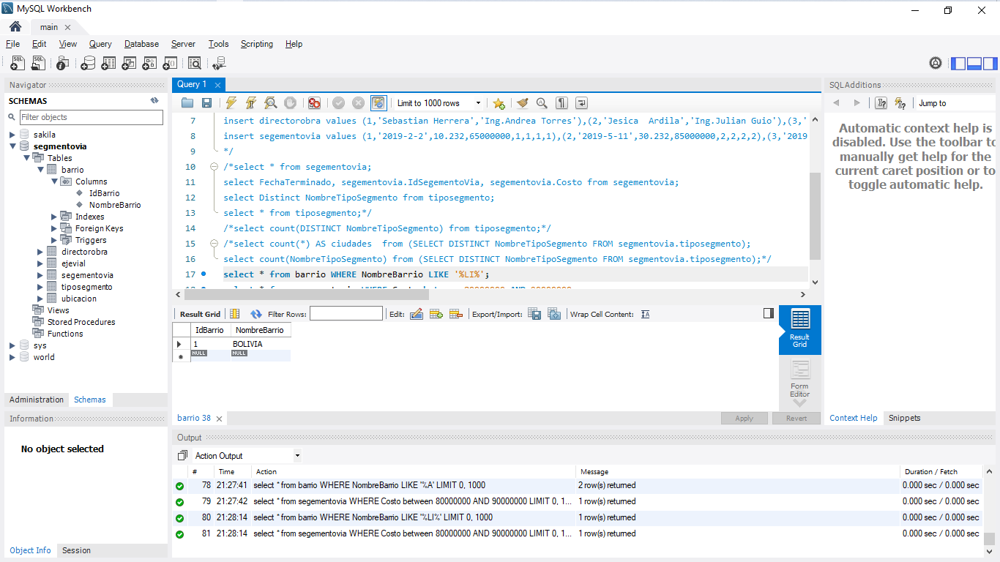 MySQL Workbench
main
File Edit View Query Database Server Tools Scripting Help
Navigator
SCHEMAS
Filter objects
sakila
segmentovia
Tables
barrio
Columns
IdBarrio
NombreBarrio
Indexes
Foreign Keys
Triggers
directorobra
ejevial
segementovia
tiposegmento
ubicacion
Views
Stored Procedures
Functions
sys
world
Administration Schemas
Information
No object selected
Object Info Session
Query 1
Limit to 1000 rows
7 insert directorobra values (1,'Sebastian Herrera','Ing.Andrea Torres'),(2,'Jesica  Ardila','Ing.Julian Guio'),(3,'
8 insert segementovia values (1,'2019-2-2',10.232,65000000,1,1,1,1),(2,'2019-5-11',30.232,85000000,2,2,2,2),(3,'2019
9 */
10 /*select * from segementovia;
11 select FechaTerminado, segementovia.IdSegementoVia, segementovia.Costo from segementovia;
12 select Distinct NombreTipoSegmento from tiposegmento;
13 select * from tiposegmento;*/
14 /*select count(DISTINCT NombreTipoSegmento) from tiposegmento;*/
15 /*select count(*) AS ciudades  from (SELECT DISTINCT NombreTipoSegmento FROM segmentovia.tiposegmento);
16 select count(NombreTipoSegmento) from (SELECT DISTINCT NombreTipoSegmento FROM segmentovia.tiposegmento);*/
17 select * from barrio WHERE NombreBarrio LIKE '%LI%';
Result Grid Filter Rows: Edit: Export/Import: Wrap Cell Content:
IdBarrio NombreBarrio
1 BOLIVIA
NULL NULL
Result Grid
Form Editor
barrio 38
Apply Revert
Output
Action Output
# Time Action Message Duration / Fetch
78 21:27:41 select * from barrio WHERE NombreBarrio LIKE '%A' LIMIT 0, 1000 2 row(s) returned 0.000 sec / 0.000 sec
79 21:27:42 select * from segementovia WHERE Costo between 80000000 AND 90000000 LIMIT 0, 1... 1 row(s) returned 0.000 sec / 0.000 sec
80 21:28:14 select * from barrio WHERE NombreBarrio LIKE '%LI%' LIMIT 0, 1000 1 row(s) returned 0.000 sec / 0.000 sec
81 21:28:14 select * from segementovia WHERE Costo between 80000000 AND 90000000 LIMIT 0, 1... 1 row(s) returned 0.000 sec / 0.000 sec
SQLAdditions
Jump to
Automatic context help is
disabled. Use the toolbar to
manually get help for the
current caret position or to
toggle automatic help.
Context Help Snippets